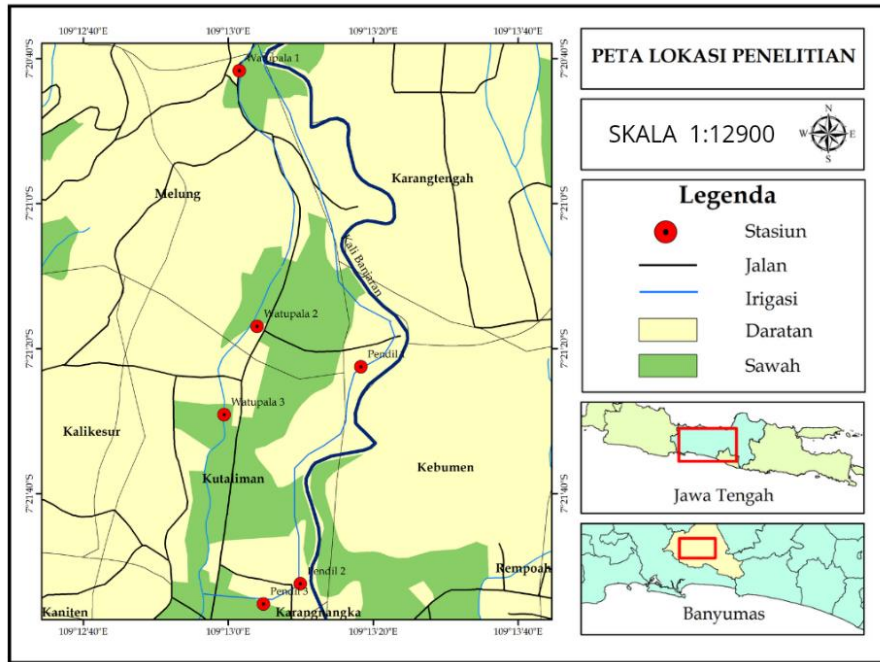 109°12'40"E 109°13'0"E 109°13'20"E 109°13'40"E
7°20'40"S 7°20'40"S
Watupala 1
Melung
Karangtengah
7°21'0"S 7°21'0"S
Kali Banjaran
Watupala 2
7°21'20"S 7°21'20"S
Pendil 1
Watupala 3
Kalikesur
Kebumen
Kutaliman
7°21'40"S 7°21'40"S
Rempoah
Pendil 2
Pendil 3
Kaniten
Karangnangka
109°12'40"E 109°13'0"E 109°13'20"E 109°13'40"E
PETA LOKASI PENELITIAN
SKALA 1:12900
N
W E
S
Legenda
Stasiun
Jalan
Irigasi
Daratan
Sawah
Jawa Tengah
Banyumas